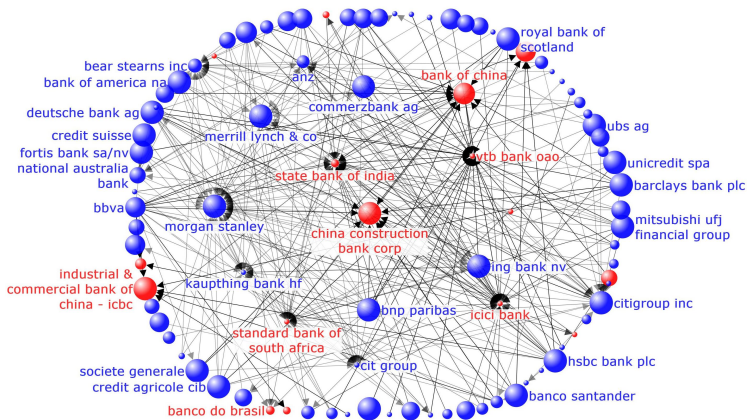 royal bank of
scotland
bear stearns inc
bank of america na
anz
bank of china
commerzbank ag
deutsche bank ag
merrill lynch & co
ubs ag
credit suisse
fortis bank sa/nv
national australia
bank
state bank of india
vtb bank oao
unicredit spa
barclays bank plc
bbva
morgan stanley
china construction
bank corp
mitsubishi ufj
financial group
industrial &
commercial bank of
china - icbc
kaupthing bank hf
ing bank nv
citigroup inc
bnp paribas
icici bank
standard bank of
south africa
societe generale
cit group
hsbc bank plc
credit agricole cib
banco santander
banco do brasil